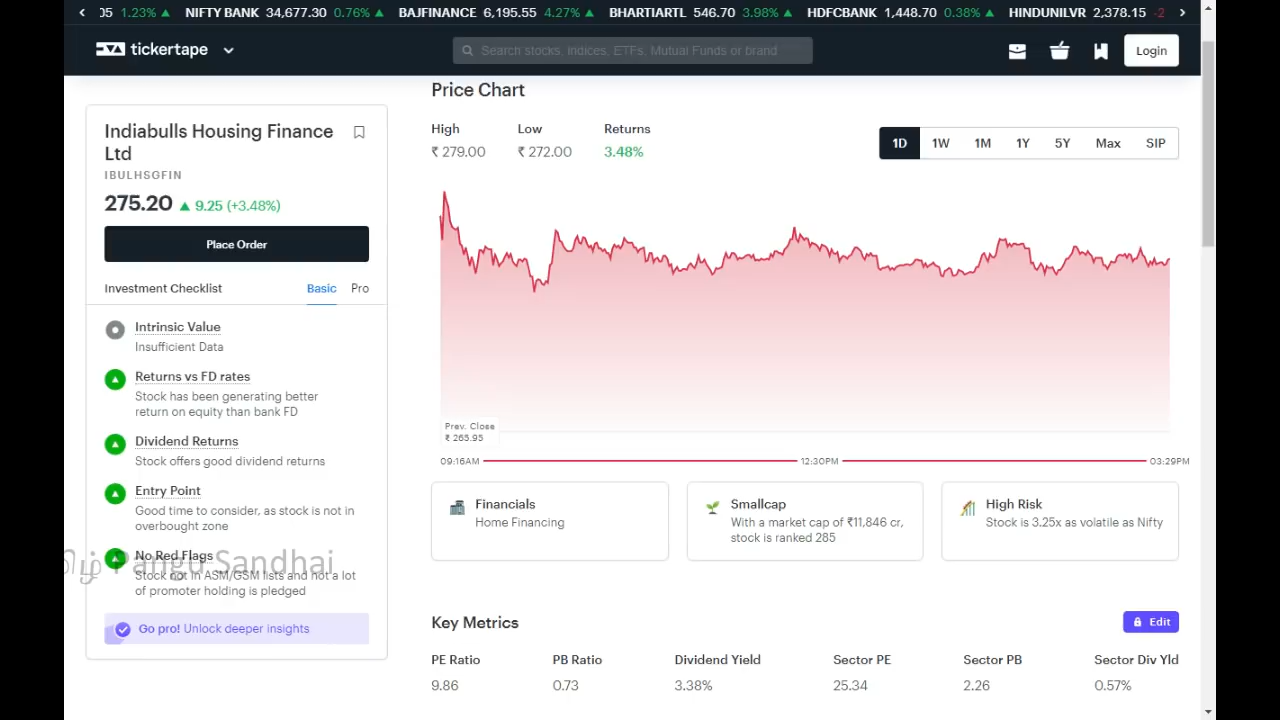 05 1.23% ▲ NIFTY BANK 34,677.30 0.76% ▲ BAJFINANCE 6,195.55 4.27% ▲ BHARTIARTL 546.70 3.98% ▲ HDFCBANK 1,448.70 0.38% ▲ HINDUNILVR 2,378.15 -2
tickertape
Search stocks, indices, ETFs, Mutual Funds or brand
Login
Indiabulls Housing Finance
Ltd
IBULHSGFIN
275.20 ▲ 9.25 (+3.48%)
Place Order
Investment Checklist Basic Pro
Intrinsic Value
Insufficient Data
Returns vs FD rates
Stock has been generating better
return on equity than bank FD
Dividend Returns
Stock offers good dividend returns
Entry Point
Good time to consider, as stock is not in
overbought zone
No Red Flags
Stock not in ASM/GSM lists and not a lot
of promoter holding is pledged
Pangu Sandhai
Go pro! Unlock deeper insights
Price Chart
High Low Returns
₹ 279.00 ₹ 272.00 3.48%
1D 1W 1M 1Y 5Y Max SIP
Prev. Close
₹ 265.95
09:16AM 12:30PM 03:29PM
Financials
Home Financing
Smallcap
With a market cap of ₹11,846 cr,
stock is ranked 285
High Risk
Stock is 3.25x as volatile as Nifty
Key Metrics
Edit
PE Ratio PB Ratio Dividend Yield Sector PE Sector PB Sector Div Yld
9.86 0.73 3.38% 25.34 2.26 0.57%